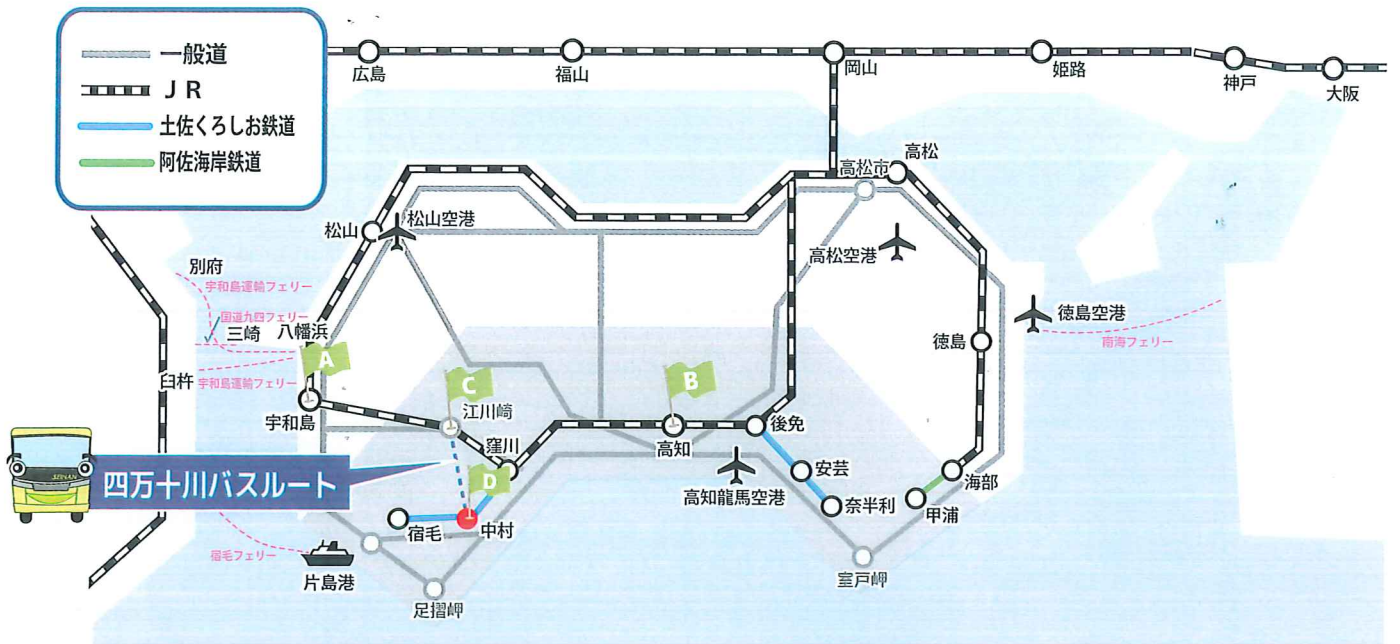 一般道
ＪＲ
土佐くろしお鉄道
阿佐海岸鉄道
広島
福山
岡山
姫路
神戸
大阪
高松市
高松
松山
松山空港
高松空港
別府
宇和島運輸フェリー
国道九四フェリー
三崎
八幡浜
徳島空港
徳島
南海フェリー
臼杵
宇和島運輸フェリー
A
B
C
宇和島
江川崎
窪川
高知
後免
四万十川バスルート
D
高知龍馬空港
安芸
奈半利
海部
甲浦
宿毛
中村
宿毛フェリー
片島港
足摺岬
室戸岬